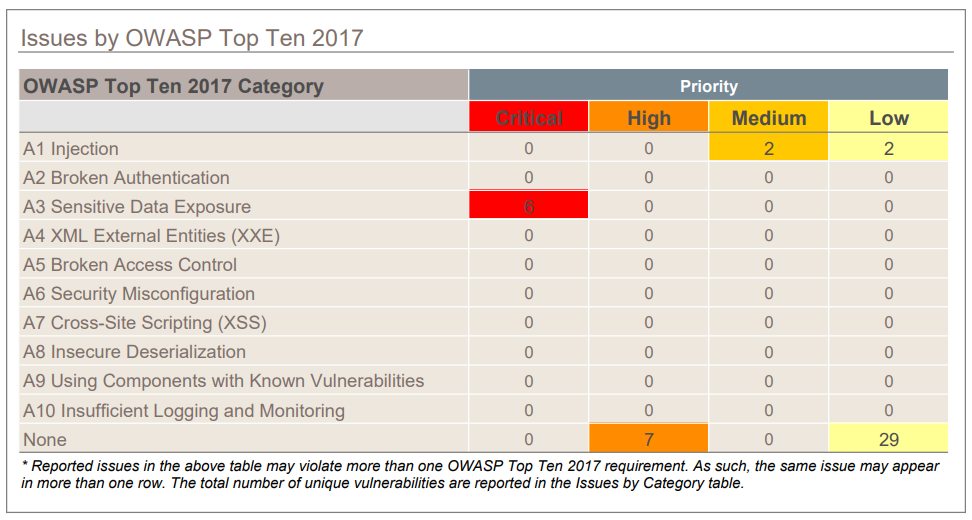 Issues by OWASP Top Ten 2017
OWASP Top Ten 2017 Category Priority
Critical High Medium Low
A1 Injection 0 0 2 2
A2 Broken Authentication 0 0 0 0
A3 Sensitive Data Exposure 6 0 0 0
A4 XML External Entities (XXE) 0 0 0 0
A5 Broken Access Control 0 0 0 0
A6 Security Misconfiguration 0 0 0 0
A7 Cross-Site Scripting (XSS) 0 0 0 0
A8 Insecure Deserialization 0 0 0 0
A9 Using Components with Known Vulnerabilities 0 0 0 0
A10 Insufficient Logging and Monitoring 0 0 0 0
None 0 7 0 29
* Reported issues in the above table may violate more than one OWASP Top Ten 2017 requirement. As such, the same issue may appear
in more than one row. The total number of unique vulnerabilities are reported in the Issues by Category table.